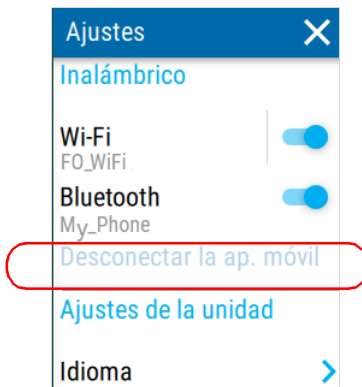 Ajustes
Inalámbrico
Wi-Fi
FO_WiFi
Bluetooth
My_Phone
Desconectar la ap. móvil
Ajustes de la unidad
Idioma